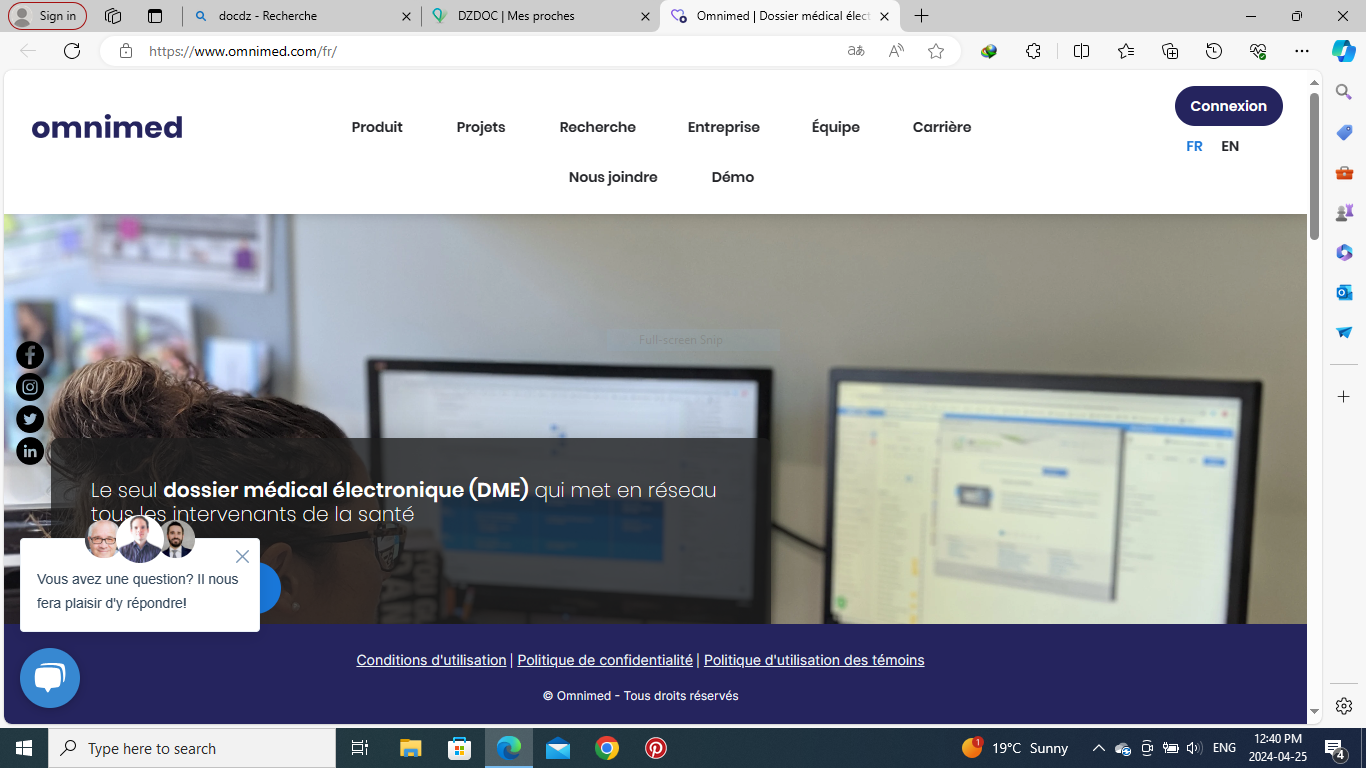 Sign in
docdz - Recherche
DZDOC | Mes proches
Omnimed | Dossier médical élect
https://www.omnimed.com/fr/
omnimed
Produit Projets Recherche Entreprise Équipe Carrière
Nous joindre Démo
Connexion
FR EN
Full-screen Snip
Le seul dossier médical électronique (DME) qui met en réseau
tous les intervenants de la santé
Vous avez une question? Il nous
fera plaisir d'y répondre!
Conditions d'utilisation | Politique de confidentialité | Politique d'utilisation des témoins
© Omnimed - Tous droits réservés
Type here to search
1
19°C Sunny
ENG
12:40 PM
2024-04-25
4